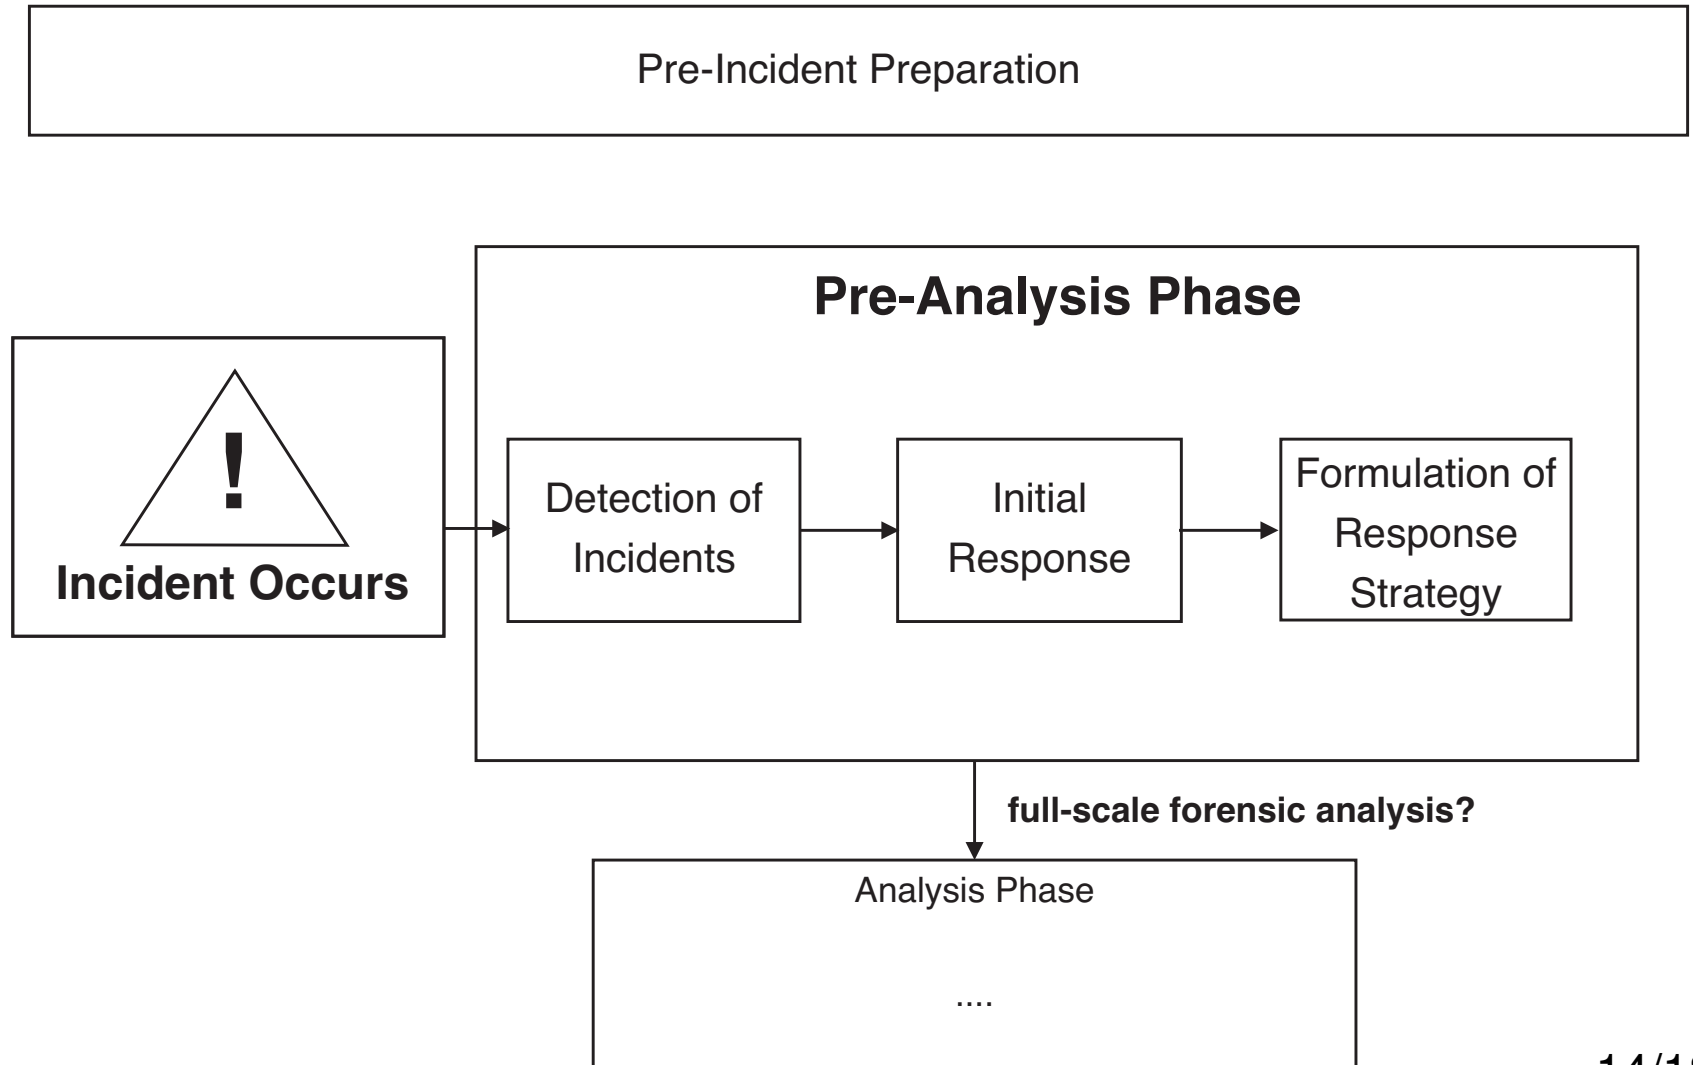 Pre-Incident Preparation
Pre-Analysis Phase
!
Incident Occurs
Detection of
Incidents
Initial
Response
Formulation of
Response
Strategy
full-scale forensic analysis?
Analysis Phase
....